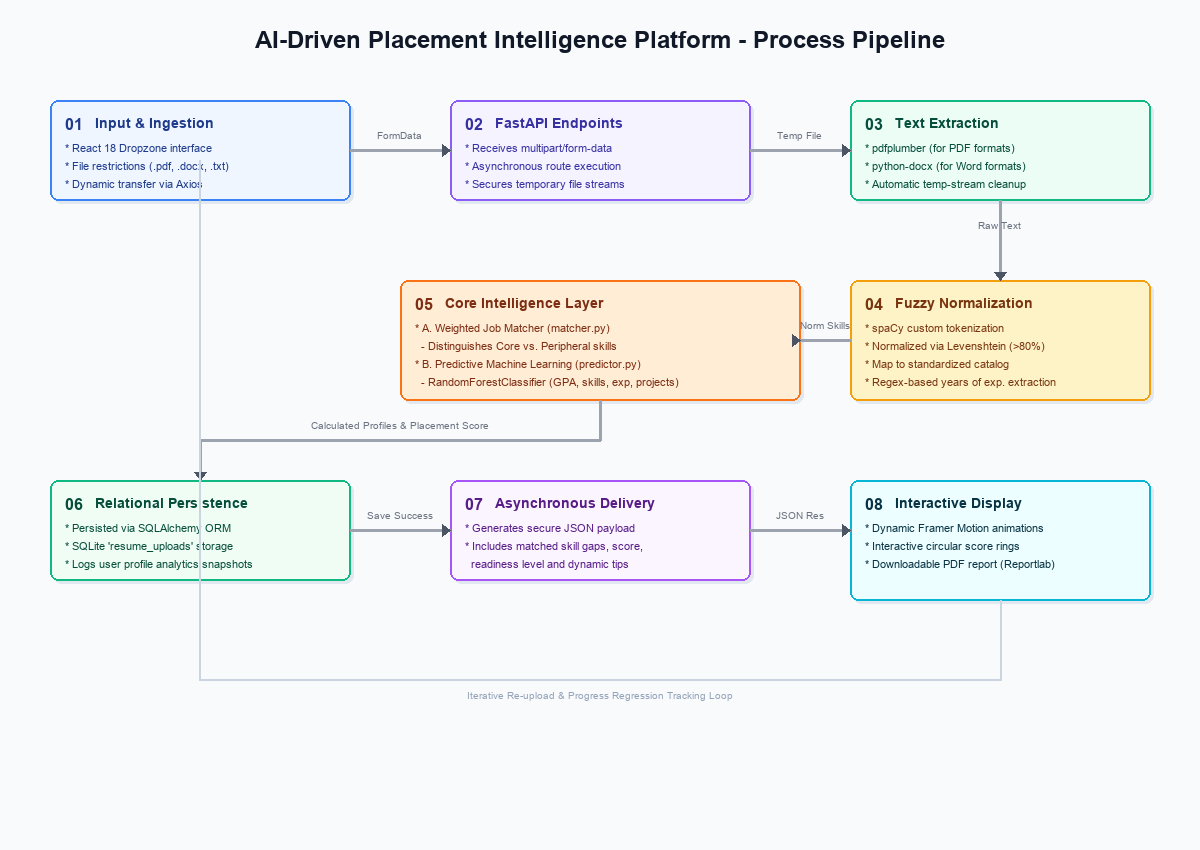 AI-Driven Placement Intelligence Platform - Process Pipeline
01 Input & Ingestion
* React 18 Dropzone interface
* File restrictions (.pdf, .docx, .txt)
* Dynamic transfer via Axios
FormData
02 FastAPI Endpoints
* Receives multipart/form-data
* Asynchronous route execution
* Secures temporary file streams
Temp File
03 Text Extraction
* pdfplumber (for PDF formats)
* python-docx (for Word formats)
* Automatic temp-stream cleanup
Raw Text
04 Fuzzy Normalization
* spaCy custom tokenization
* Normalized via Levenshtein (>80%)
* Map to standardized catalog
* Regex-based years of exp. extraction
Norm Skills
05 Core Intelligence Layer
* A. Weighted Job Matcher (matcher.py)
- Distinguishes Core vs. Peripheral skills
* B. Predictive Machine Learning (predictor.py)
- RandomForestClassifier (GPA, skills, exp, projects)
Calculated Profiles & Placement Score
06 Relational Persistence
* Persisted via SQLAlchemy ORM
* SQLite 'resume_uploads' storage
* Logs user profile analytics snapshots
Save Success
07 Asynchronous Delivery
* Generates secure JSON payload
* Includes matched skill gaps, score,
readiness level and dynamic tips
JSON Res
08 Interactive Display
* Dynamic Framer Motion animations
* Interactive circular score rings
* Downloadable PDF report (Reportlab)
Iterative Re-upload & Progress Regression Tracking Loop